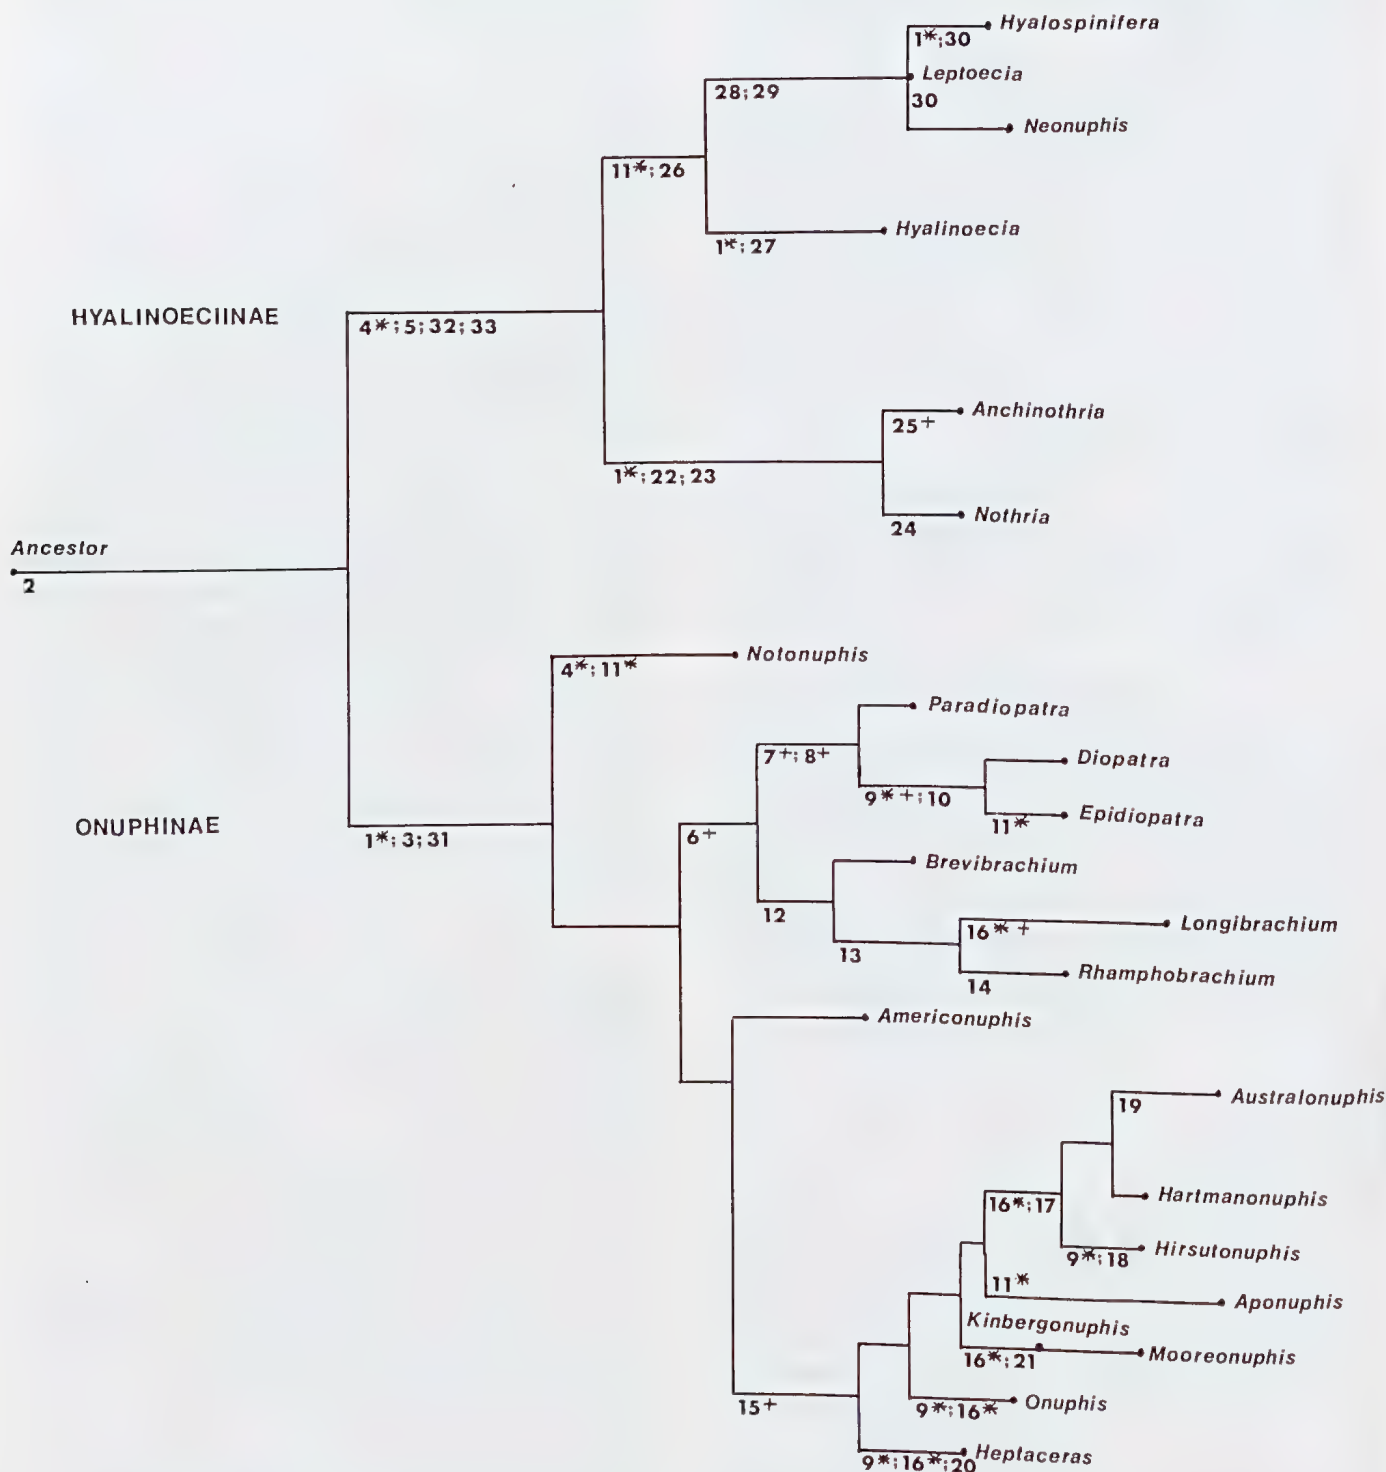 Hyalospinifera
1*;30
Leptoecia
28;29
30
Neonuphis
11*;26
Hyalinoecia
1*;27
HYALINOECIINAE
4*;5;32;33
Anchinothria
25+
1*;22;23
Nothria
24
Ancestor
2
Notonuphis
4*;11*
Paradiopatra
7+;8+
Diopatra
9*+;10
Epidiopatra
11*
ONUPHINAE
1*;3;31
6+
Brevibrachium
12
Longibrachium
16*+
13
Rhamphobrachium
14
Americonuphis
Australonuphis
19
Hartmanonuphis
16*;17
Hirsutonuphis
9*;18
11*
Aponuphis
Kinbergonuphis
Mooreonuphis
16*;21
15+
Onuphis
9*;16*
Heptaceras
9*;16*;20